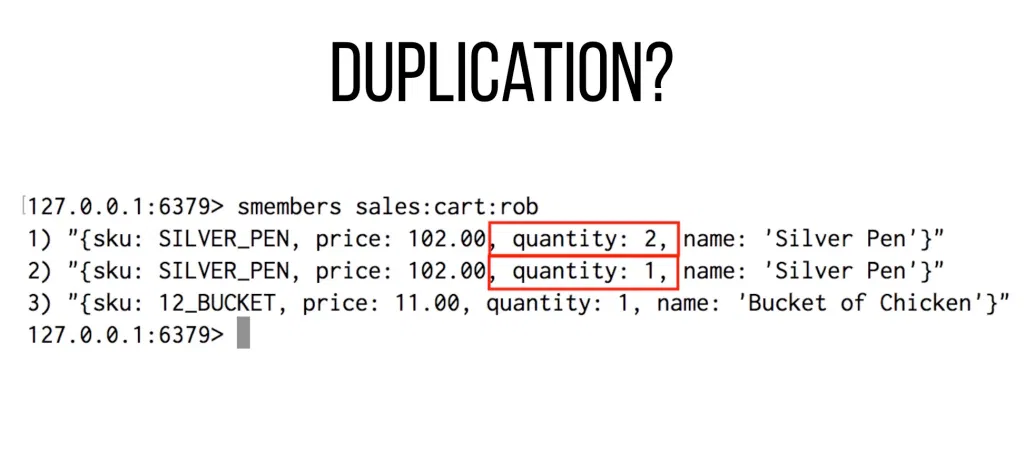 DUPLICATION?
127.0.0.1:6379> smembers sales:cart:rob
1) "{sku: SILVER_PEN, price: 102.00, quantity: 2, name: 'Silver Pen'}"
2) "{sku: SILVER_PEN, price: 102.00, quantity: 1, name: 'Silver Pen'}"
3) "{sku: 12_BUCKET, price: 11.00, quantity: 1, name: 'Bucket of Chicken'}"
127.0.0.1:6379>